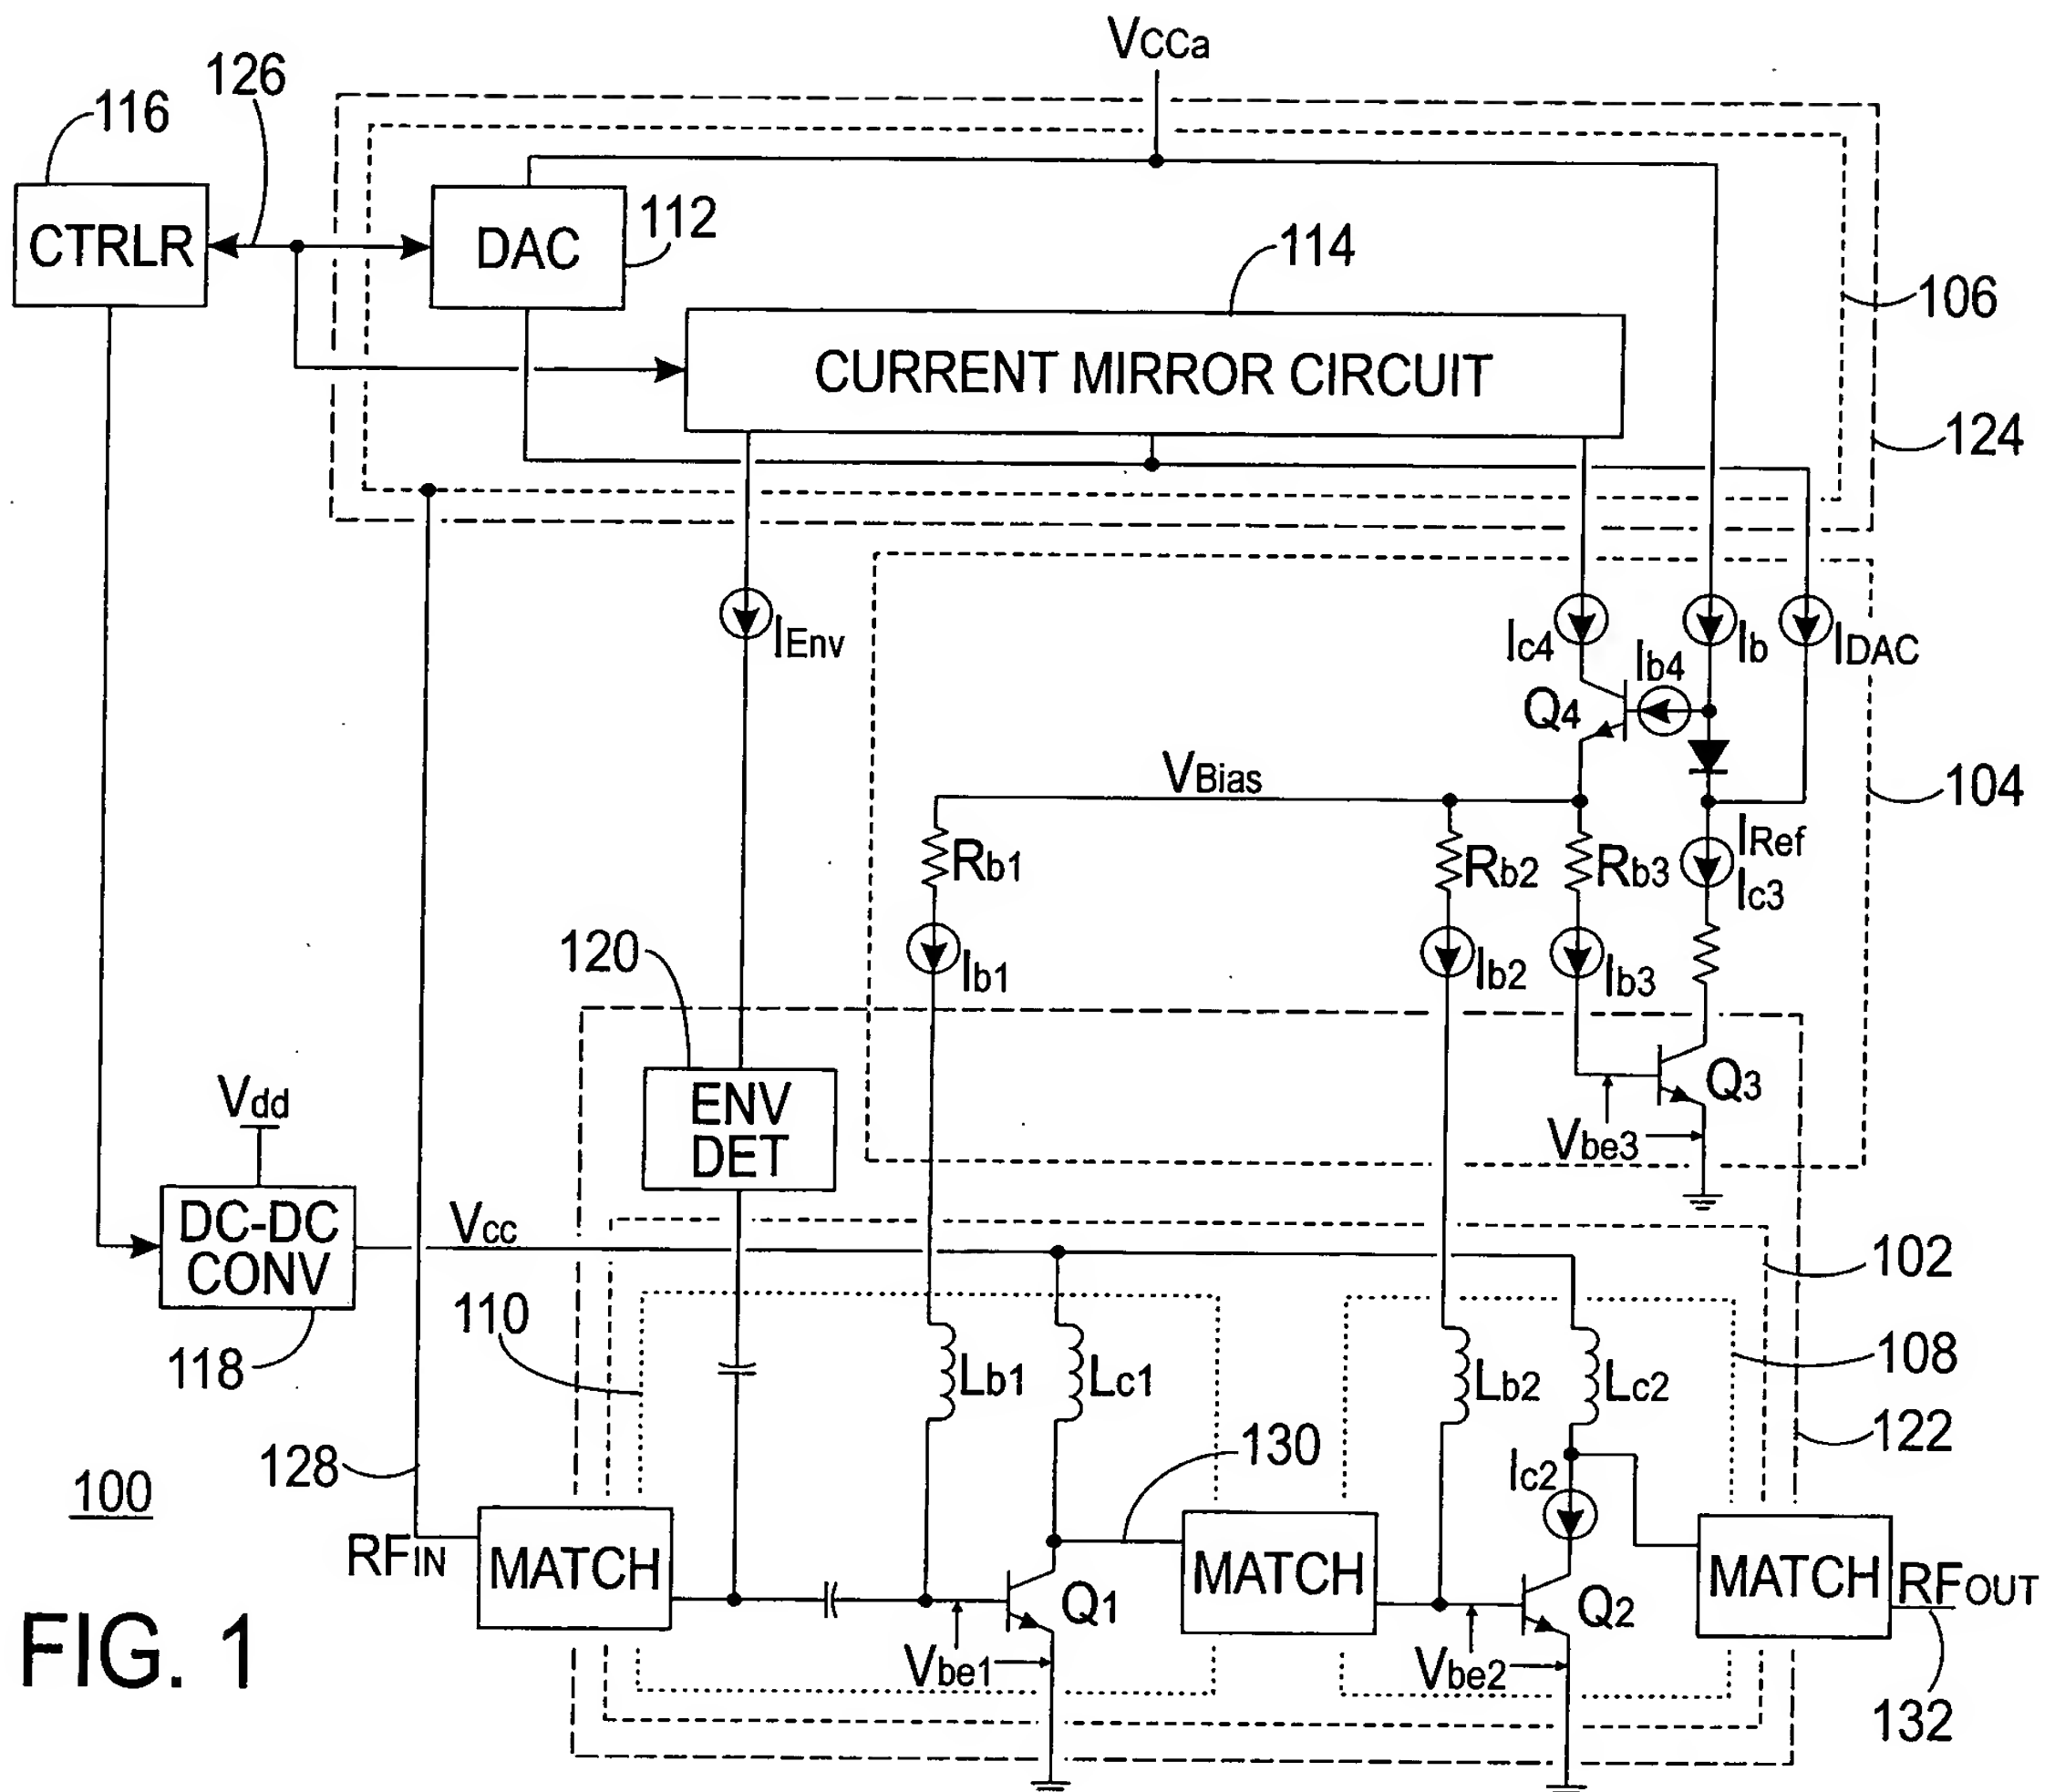 VCCa
126
116
CTRLR
DAC
112
114
106
CURRENT MIRROR CIRCUIT
124
IEnv
Ic4
Ib4
Ib
IDAC
Q4
VBias
104
Rb1
Rb2
Rb3
IRef
Ic3
120
Ib1
Ib2
Ib3
ENV
DET
Q3
Vdd
Vbe3
DC-DC
CONV
Vcc
102
110
108
118
Lb1
Lc1
Lb2
Lc2
122
128
130
Ic2
100
RFIN
MATCH
MATCH
MATCH
RFOUT
Q1
Q2
FIG. 1
Vbe1
Vbe2
132